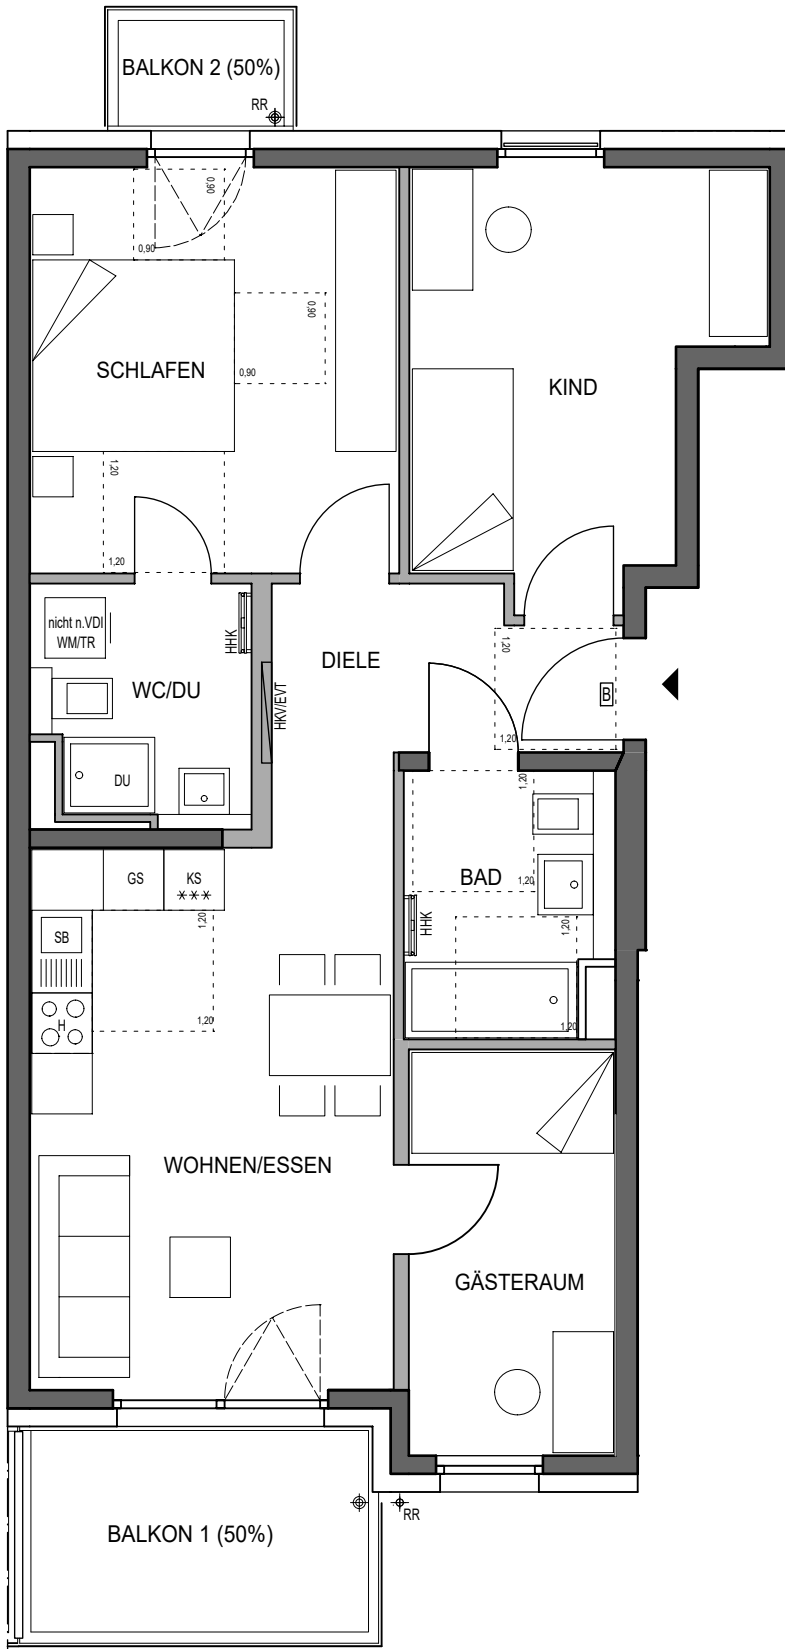 BALKON 2 (50%)
RR
0,90
0,90
0,90
0,90
SCHLAFEN
KIND
1,20
1,20
nicht n.VDI
WM/TR
HHK
WC/DU
DIELE
HKV/EVT
1,20
B
1,20
DU
1,20
GS
KS
***
BAD
1,20
1,20
SB
HHK
1,20
H
1,20
1,20
WOHNEN/ESSEN
GÄSTERAUM
RR
BALKON 1 (50%)